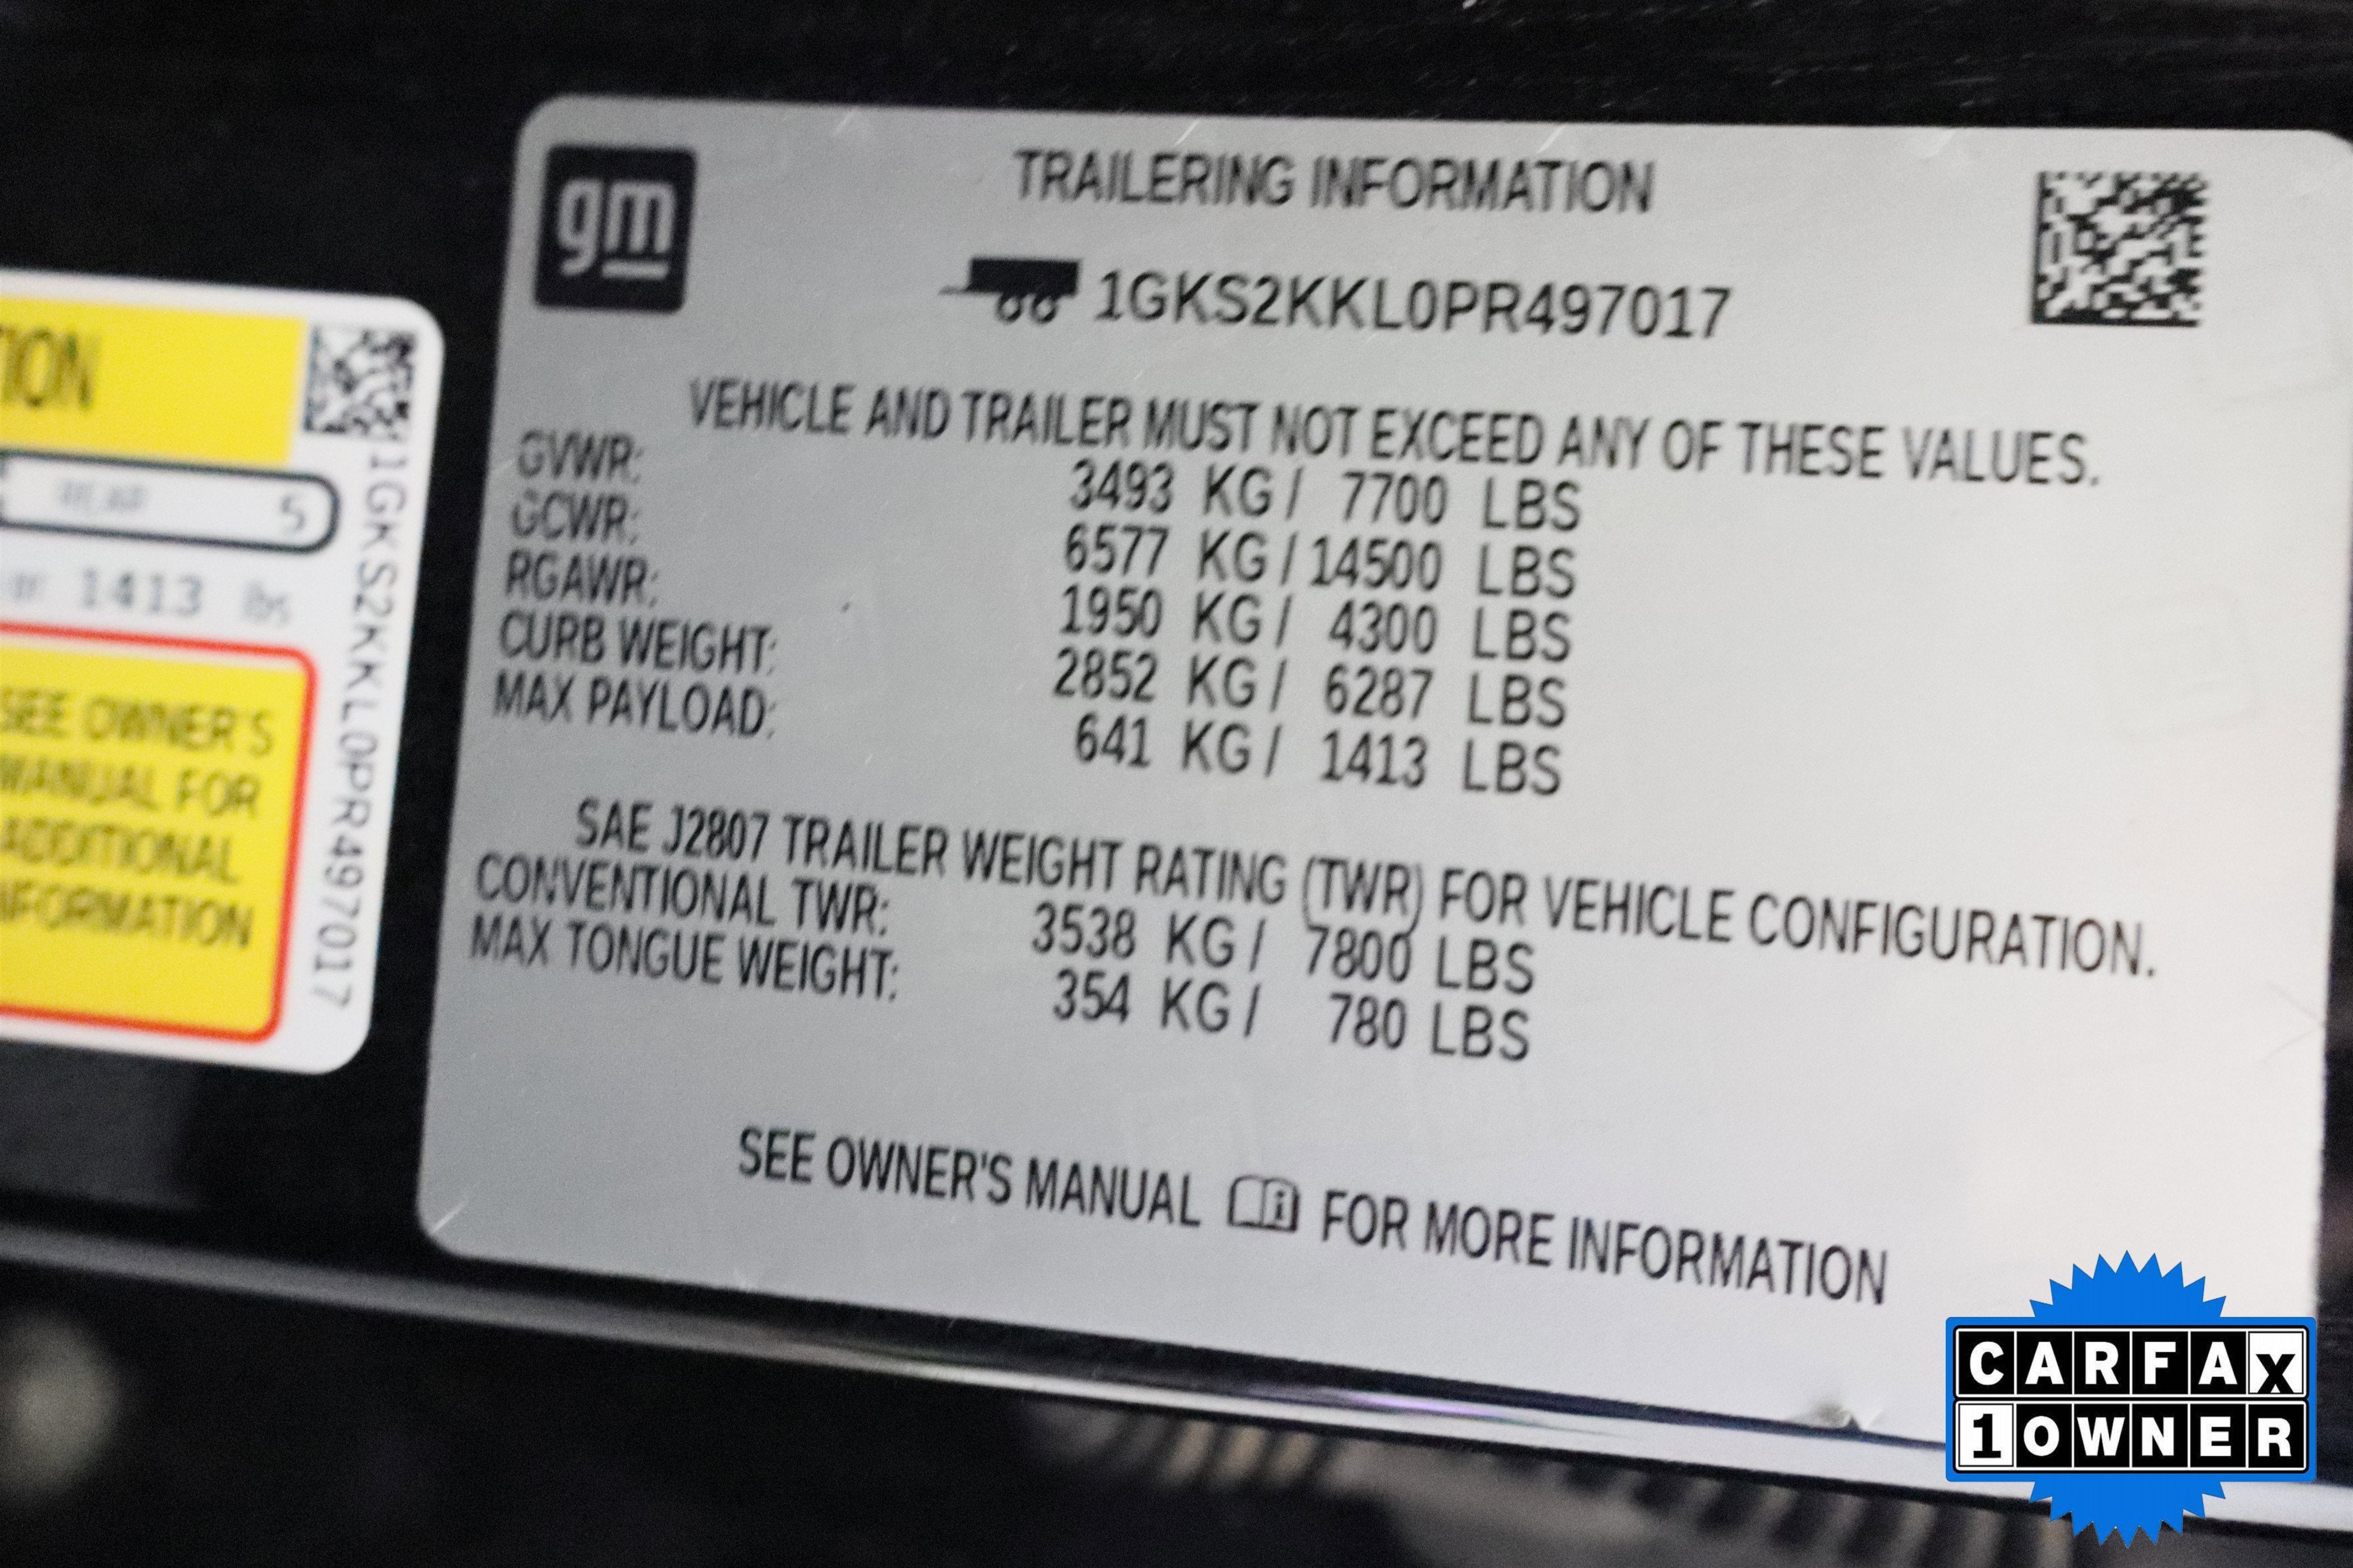 gm
TRAILERING INFORMATION
1GKS2KKL0PR497017
VEHICLE AND TRAILER MUST NOT EXCEED ANY OF THESE VALUES.
GVWR: 3493 KG / 7700 LBS
GCWR: 6577 KG / 14500 LBS
RGAWR: 1950 KG / 4300 LBS
CURB WEIGHT: 2852 KG / 6287 LBS
MAX PAYLOAD: 641 KG / 1413 LBS
SAE J2807 TRAILER WEIGHT RATING (TWR) FOR VEHICLE CONFIGURATION.
CONVENTIONAL TWR: 3538 KG / 7800 LBS
MAX TONGUE WEIGHT: 354 KG / 780 LBS
SEE OWNER'S MANUAL FOR MORE INFORMATION
TION
REAR 5
or 1413 lbs
SEE OWNER'S
MANUAL FOR
ADDITIONAL
INFORMATION
1GKS2KKL0PR497017
CARFAX
1 OWNER